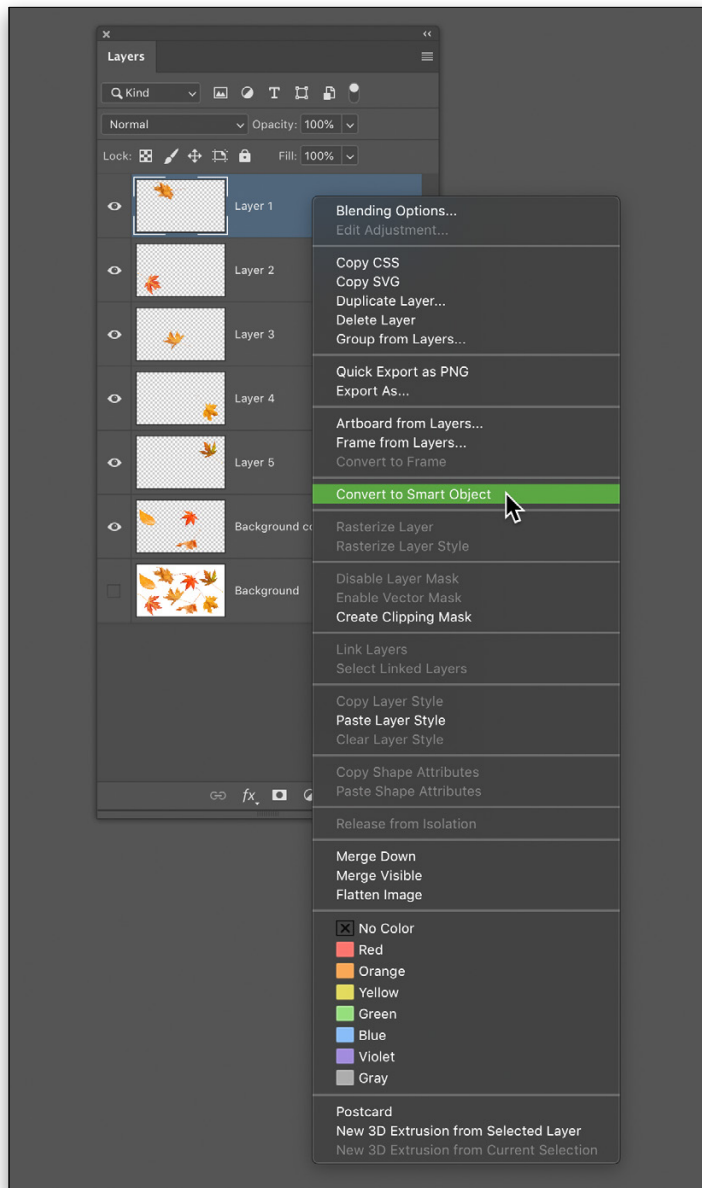 Layers
Kind
Normal
Opacity: 100%
Lock:
Fill: 100%
Layer 1
Layer 2
Layer 3
Layer 4
Layer 5
Background co
Background
fx
Blending Options...
Edit Adjustment...
Copy CSS
Copy SVG
Duplicate Layer...
Delete Layer
Group from Layers...
Quick Export as PNG
Export As...
Artboard from Layers...
Frame from Layers...
Convert to Frame
Convert to Smart Object
Rasterize Layer
Rasterize Layer Style
Disable Layer Mask
Enable Vector Mask
Create Clipping Mask
Link Layers
Select Linked Layers
Copy Layer Style
Paste Layer Style
Clear Layer Style
Copy Shape Attributes
Paste Shape Attributes
Release from Isolation
Merge Down
Merge Visible
Flatten Image
No Color
Red
Orange
Yellow
Green
Blue
Violet
Gray
Postcard
New 3D Extrusion from Selected Layer
New 3D Extrusion from Current Selection